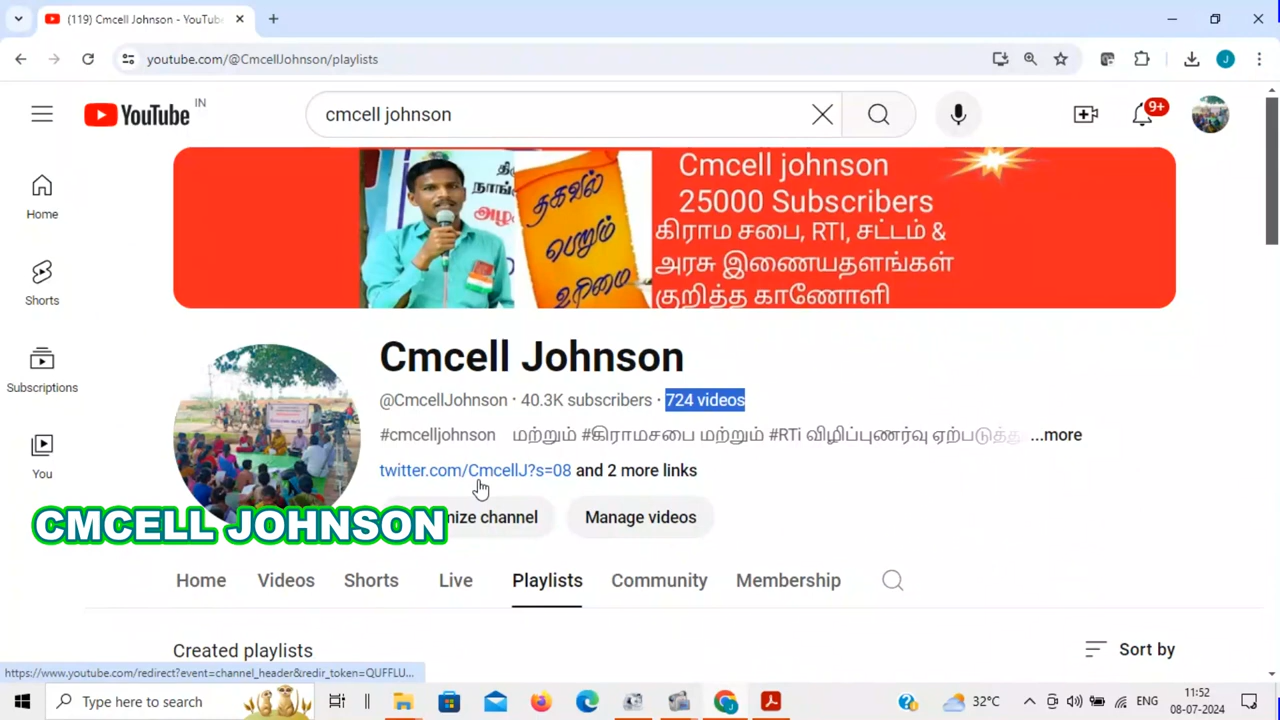 (119) Cmcell Johnson - YouTube
youtube.com/@CmcellJohnson/playlists
YouTube IN
cmcell johnson
9+
Home
Shorts
Subscriptions
You
Cmcell johnson
25000 Subscribers
கிராம சபை, RTI, சட்டம் &
அரசு இணையதளங்கள்
குறித்த காணோளி
தகவல்
பெறும்
உரிமை
Cmcell Johnson
@CmcellJohnson · 40.3K subscribers · 724 videos
#cmcelljohnson மற்றும் #கிராமசபை மற்றும் #RTi விழிப்புணர்வு ஏற்படுத்த ...more
twitter.com/CmcellJ?s=08 and 2 more links
mize channel
Manage videos
CMCELL JOHNSON
Home Videos Shorts Live Playlists Community Membership
Created playlists
Sort by
https://www.youtube.com/redirect?event=channel_header&redir_token=QUFFLU...
Type here to search
32°C
ENG
11:52
08-07-2024
J